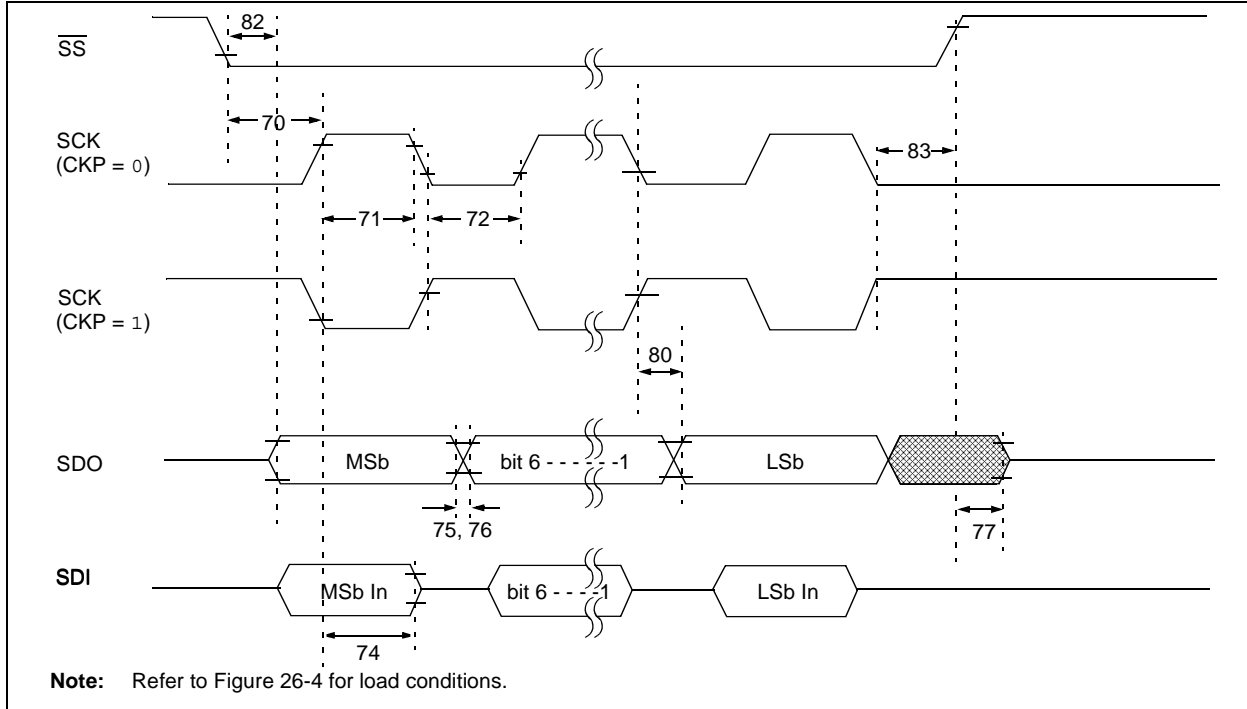 82
SS
70
SCK
(CKP = 0)
83
71
72
SCK
(CKP = 1)
80
SDO
MSb
bit 6 - - - - - -1
LSb
75, 76
77
SDI
MSb In
bit 6 - - - -1
LSb In
74
Note: Refer to Figure 26-4 for load conditions.